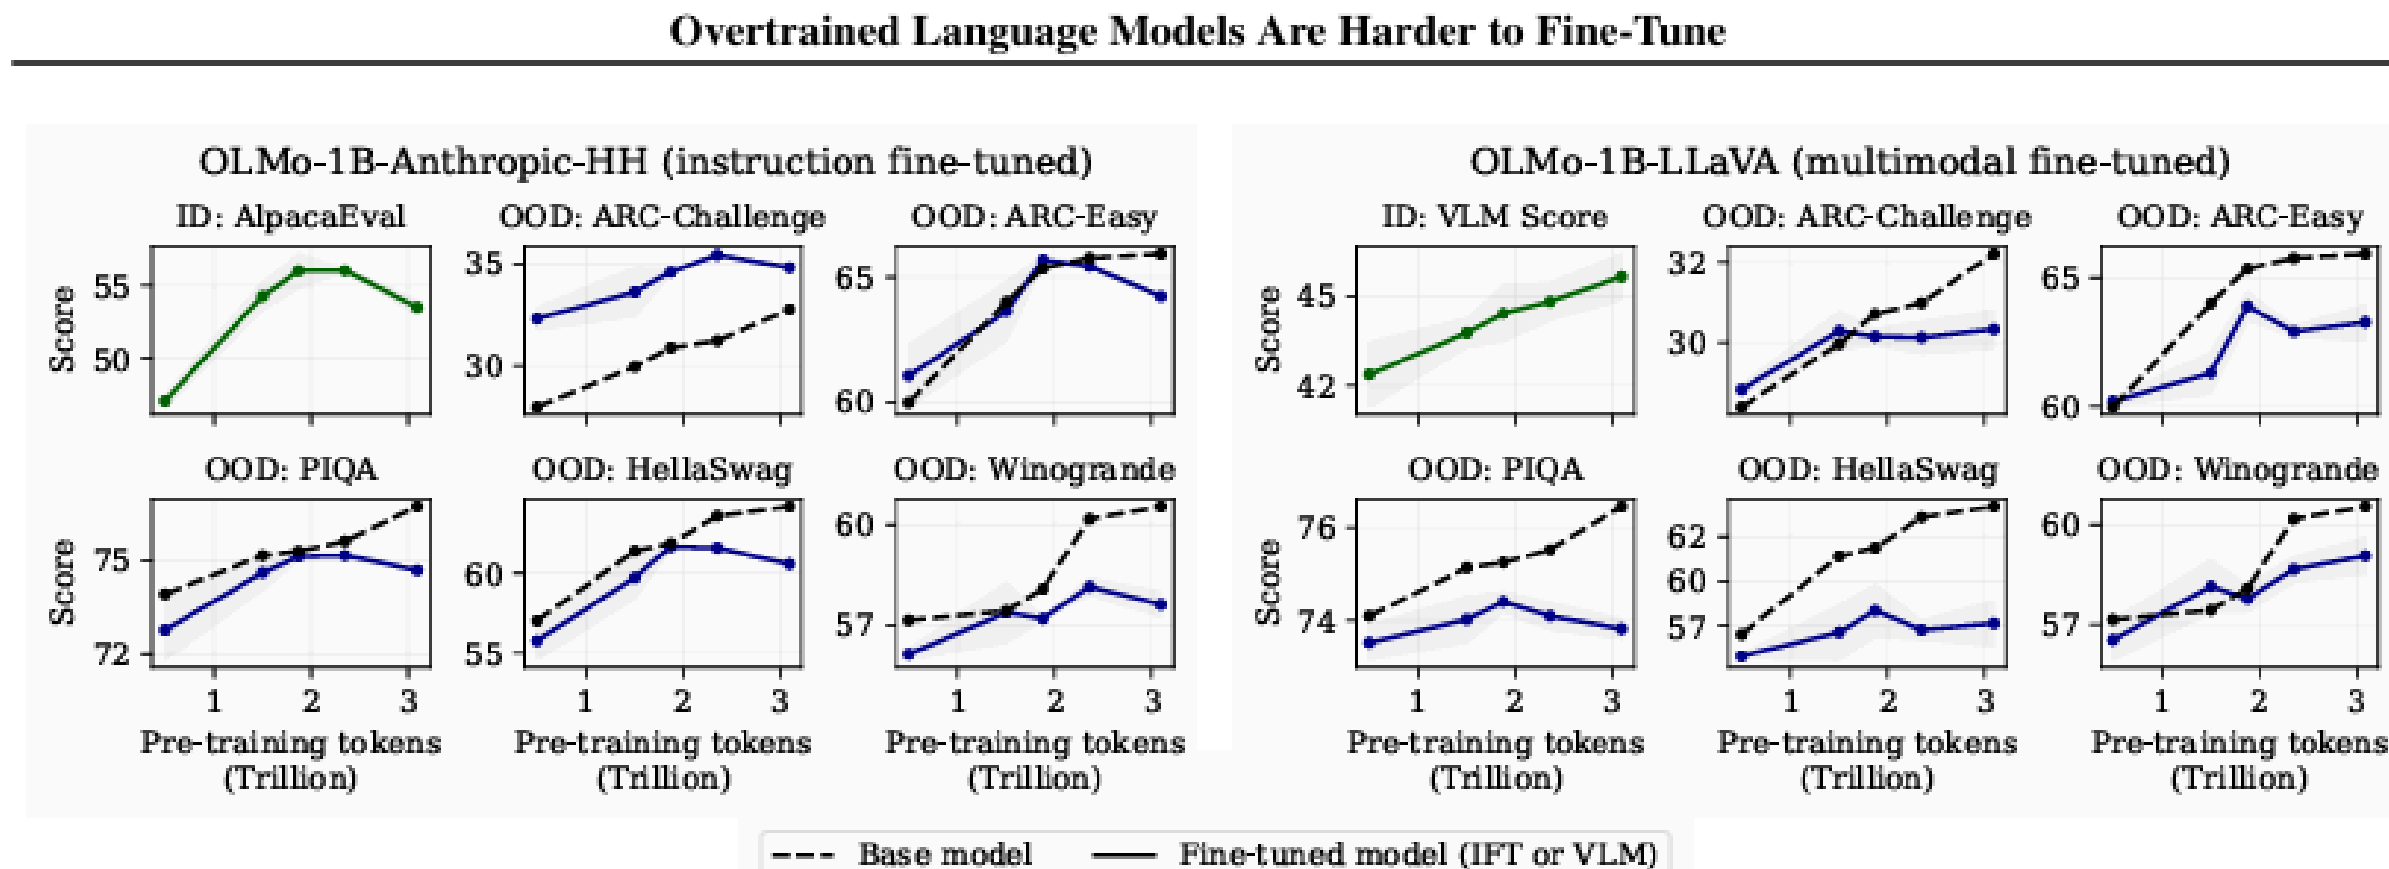 Overtrained Language Models Are Harder to Fine-Tune
OLMo-1B-Anthropic-HH (instruction fine-tuned)
ID: AlpacaEval
OOD: ARC-Challenge
OOD: ARC-Easy
Score
55
50
35
30
65
60
OOD: PIQA
OOD: HellaSwag
OOD: Winogrande
Score
75
72
60
55
60
57
1 2 3
1 2 3
1 2 3
Pre-training tokens
(Trillion)
Pre-training tokens
(Trillion)
Pre-training tokens
(Trillion)
OLMo-1B-LLaVA (multimodal fine-tuned)
ID: VLM Score
OOD: ARC-Challenge
OOD: ARC-Easy
Score
45
42
32
30
65
60
OOD: PIQA
OOD: HellaSwag
OOD: Winogrande
Score
76
74
62
60
57
60
57
1 2 3
1 2 3
1 2 3
Pre-training tokens
(Trillion)
Pre-training tokens
(Trillion)
Pre-training tokens
(Trillion)
Base model
Fine-tuned model (IFT or VLM)